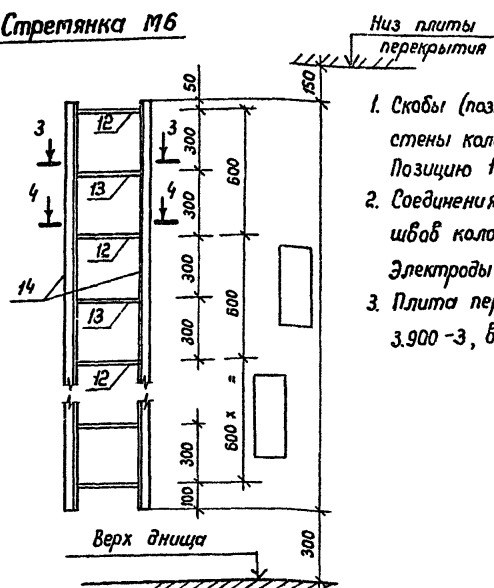 Стремянка М6
Низ плиты
перекрытия
50
150
1. Скобы (поз
стены кол
Позицию 1
2. Соединения
швов коло
Электроды
3. Плита пер
3.900-3, в
3 3
4 4
12
13
12
13
12
14
300
300
300
300
300
100
600
600
600 х =
300
Верх днища